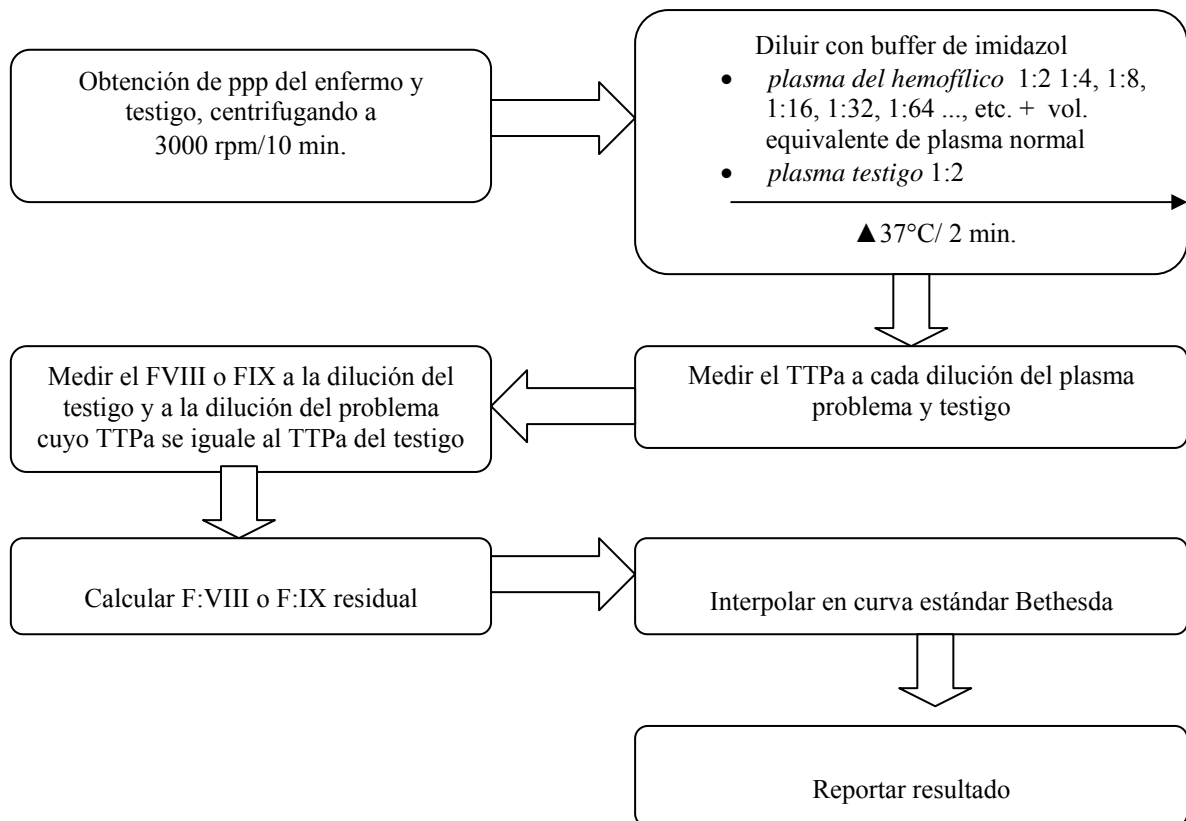 Obtención de ppp del enfermo y
testigo, centrifugando a
3000 rpm/10 min.
Diluir con buffer de imidazol
• plasma del hemofílico 1:2 1:4, 1:8,
1:16, 1:32, 1:64 ..., etc. + vol.
equivalente de plasma normal
• plasma testigo 1:2
▲37°C/ 2 min.
Medir el TTPa a cada dilución del plasma
problema y testigo
Medir el FVIII o FIX a la dilución del
testigo y a la dilución del problema
cuyo TTPa se iguale al TTPa del testigo
Calcular F:VIII o F:IX residual
Interpolar en curva estándar Bethesda
Reportar resultado